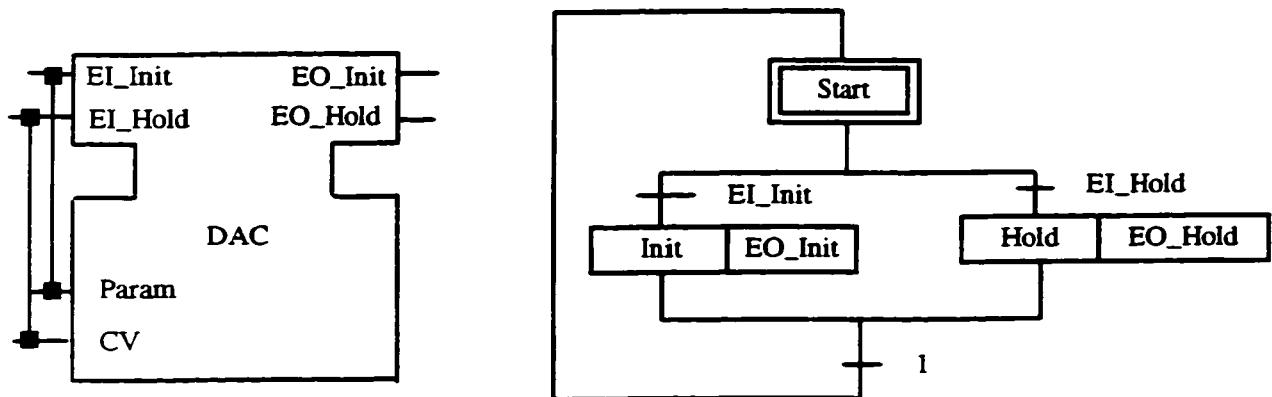 EI_Init EO_Init
EI_Hold EO_Hold
DAC
Param
CV
Start
EI_Init EI_Hold
Init EO_Init Hold EO_Hold
1